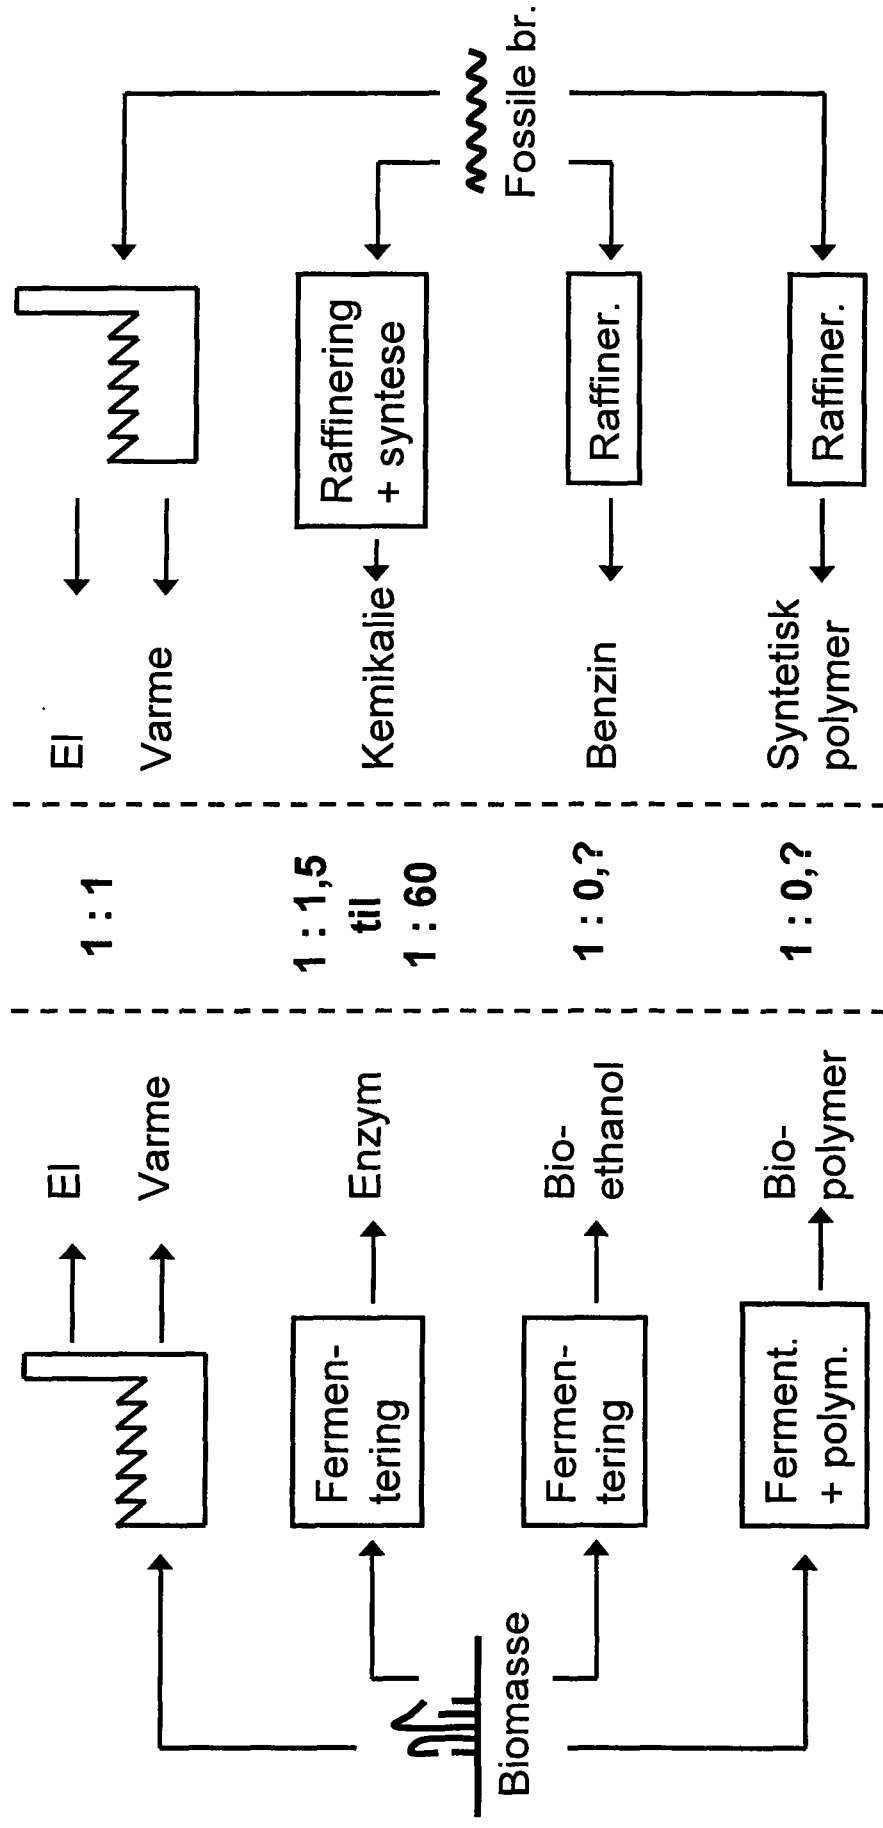 El
Varme
Fermen-
tering
Enzym
Fermen-
tering
Bio-
ethanol
Ferment.
+ polym.
Bio-
polymer
Biomasse
1 : 1
1 : 1,5
til
1 : 60
1 : 0,?
1 : 0,?
El
Varme
Kemikalie
Raffinering
+ syntese
Benzin
Raffiner.
Syntetisk
polymer
Raffiner.
Fossile br.